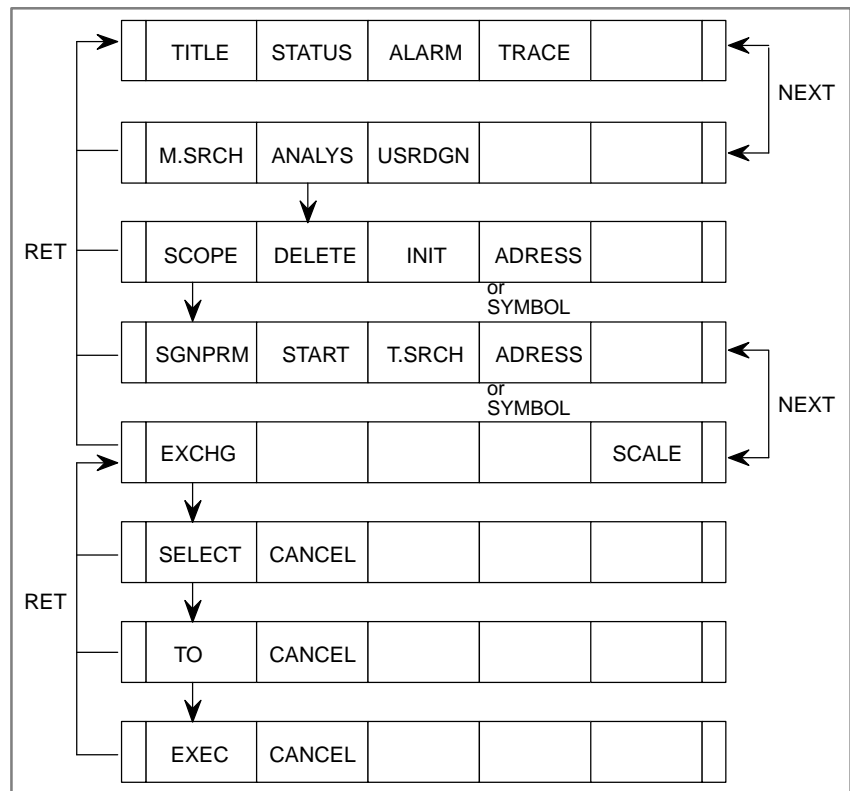 TITLE STATUS ALARM TRACE
NEXT
M.SRCH ANALYS USRDGN
RET
SCOPE DELETE INIT ADRESS
or
SYMBOL
SGNPRM START T.SRCH ADRESS
or
SYMBOL
NEXT
EXCHG SCALE
SELECT CANCEL
RET
TO CANCEL
EXEC CANCEL